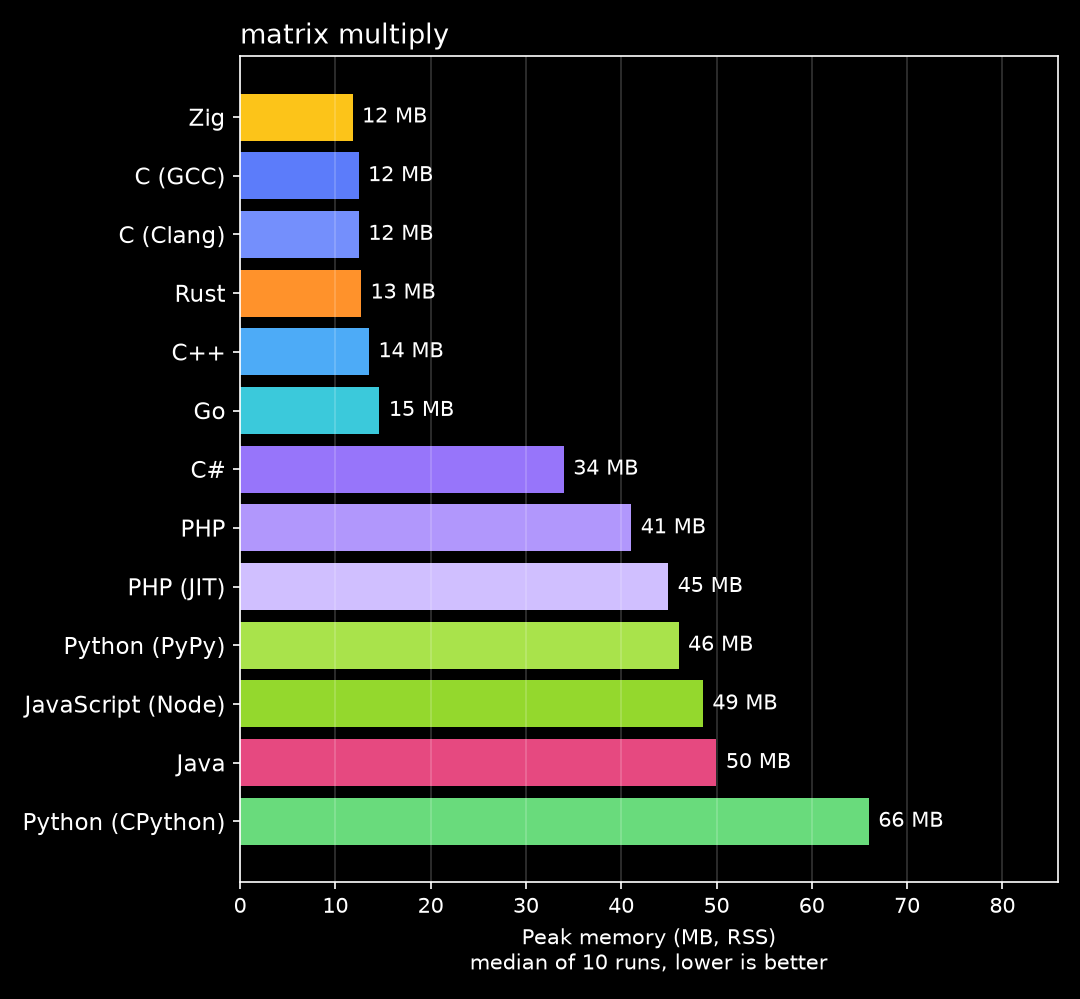 matrix multiply
Zig 12 MB
C (GCC) 12 MB
C (Clang) 12 MB
Rust 13 MB
C++ 14 MB
Go 15 MB
C# 34 MB
PHP 41 MB
PHP (JIT) 45 MB
Python (PyPy) 46 MB
JavaScript (Node) 49 MB
Java 50 MB
Python (CPython) 66 MB
0 10 20 30 40 50 60 70 80
Peak memory (MB, RSS)
median of 10 runs, lower is better